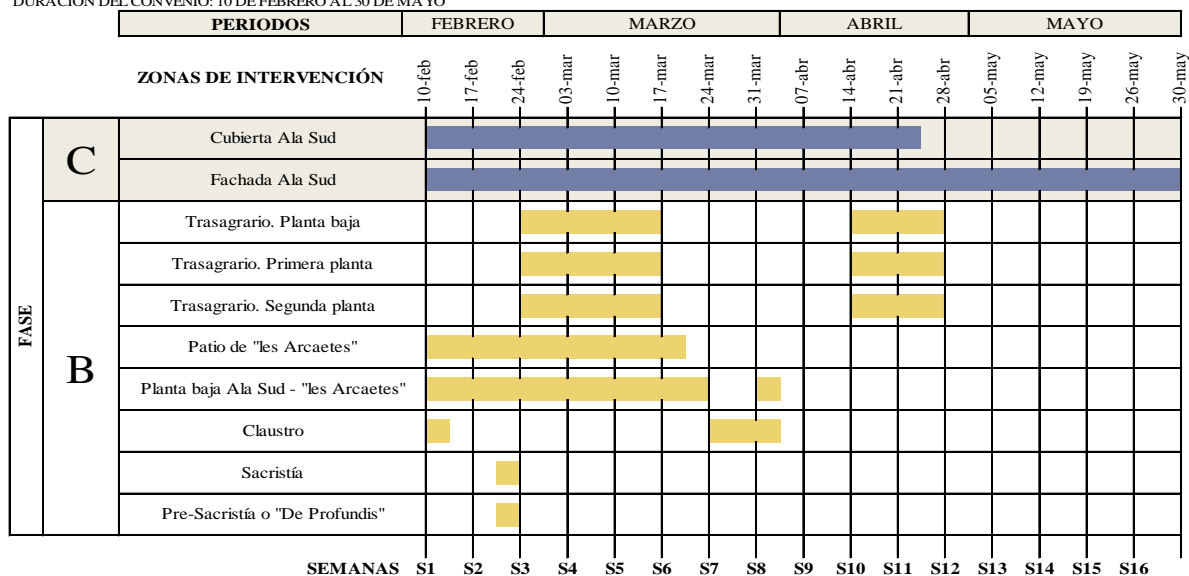 DURACIÓN DEL CONVENIO: 10 DE FEBRERO AL 30 DE MAYO
PERIODOS FEBRERO MARZO ABRIL MAYO
ZONAS DE INTERVENCIÓN 10-feb 17-feb 24-feb 03-mar 10-mar 17-mar 24-mar 31-mar 07-abr 14-abr 21-abr 28-abr 05-may 12-may 19-may 26-may 30-may
FASE
C
Cubierta Ala Sud
Fachada Ala Sud
B
Trasagrario. Planta baja
Trasagrario. Primera planta
Trasagrario. Segunda planta
Patio de "les Arcaetes"
Planta baja Ala Sud - "les Arcaetes"
Claustro
Sacristía
Pre-Sacristía o "De Profundis"
SEMANAS S1 S2 S3 S4 S5 S6 S7 S8 S9 S10 S11 S12 S13 S14 S15 S16